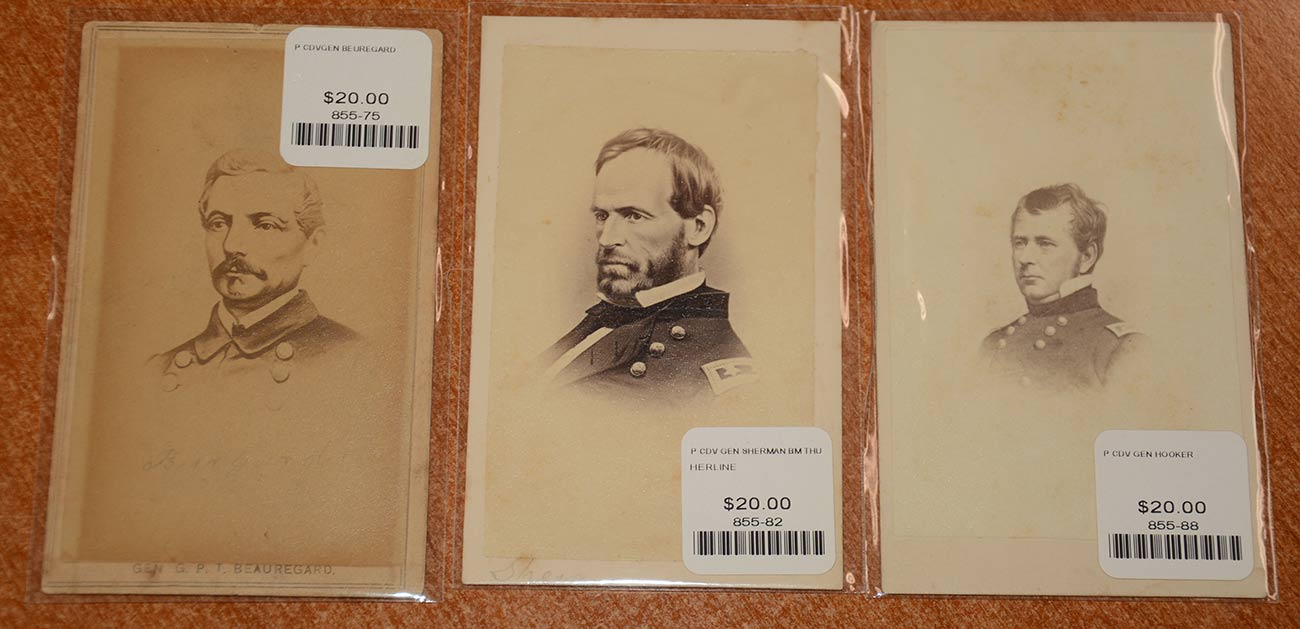 P CDVGEN BEUREGARD
$20.00
855-75
GEN. G. P. T. BEAUREGARD.
P CDV GEN SHERMAN BM THU
HERLINE
$20.00
855-82
P CDV GEN HOOKER
$20.00
855-88